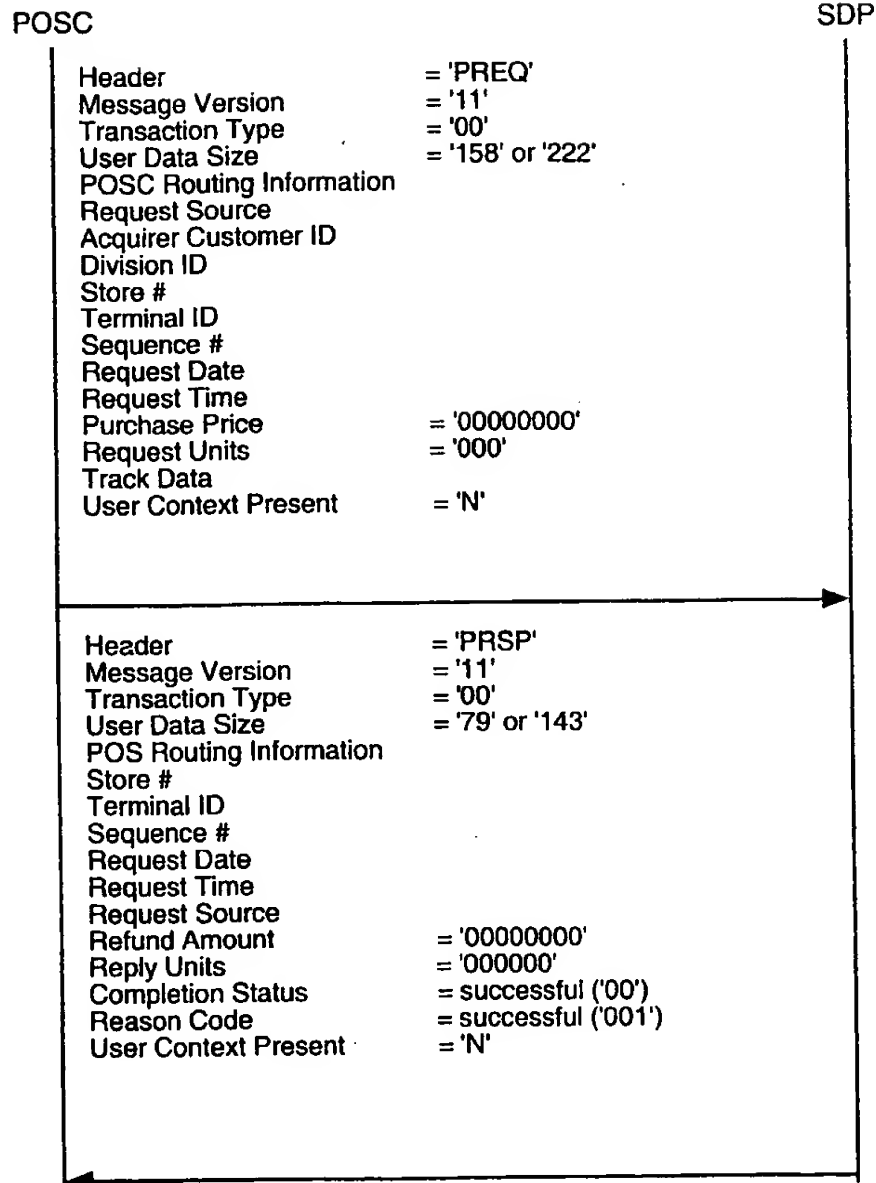 POSC SDP
Header = 'PREQ'
Message Version = '11'
Transaction Type = '00'
User Data Size = '158' or '222'
POSC Routing Information
Request Source
Acquirer Customer ID
Division ID
Store #
Terminal ID
Sequence #
Request Date
Request Time
Purchase Price = '00000000'
Request Units = '000'
Track Data
User Context Present = 'N'
Header = 'PRSP'
Message Version = '11'
Transaction Type = '00'
User Data Size = '79' or '143'
POS Routing Information
Store #
Terminal ID
Sequence #
Request Date
Request Time
Request Source
Refund Amount = '00000000'
Reply Units = '000000'
Completion Status = successful ('00')
Reason Code = successful ('001')
User Context Present = 'N'